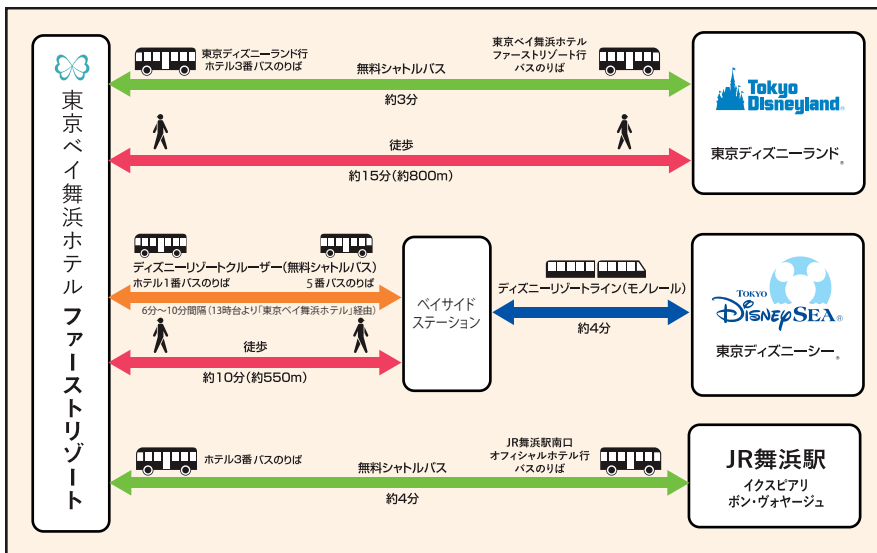 東京ベイ舞浜ホテル ファーストリゾート
東京ディズニーランド行
ホテル3番バスのりば
無料シャトルバス
約3分
東京ベイ舞浜ホテル
ファーストリゾート行
バスのりば
徒歩
約15分(約800m)
Tokyo
Disneyland®
東京ディズニーランド®
ディズニーリゾートクルーザー(無料シャトルバス)
ホテル1番バスのりば
5番バスのりば
6分〜10分間隔(13時台より「東京ベイ舞浜ホテル」経由)
徒歩
約10分(約550m)
ベイサイド
ステーション
ディズニーリゾートライン(モノレール)
約4分
TOKYO
DISNEYSEA®
東京ディズニーシー®
ホテル3番バスのりば
無料シャトルバス
約4分
JR舞浜駅南口
オフィシャルホテル行
バスのりば
JR舞浜駅
イクスピアリ
ボン・ヴォヤージュ